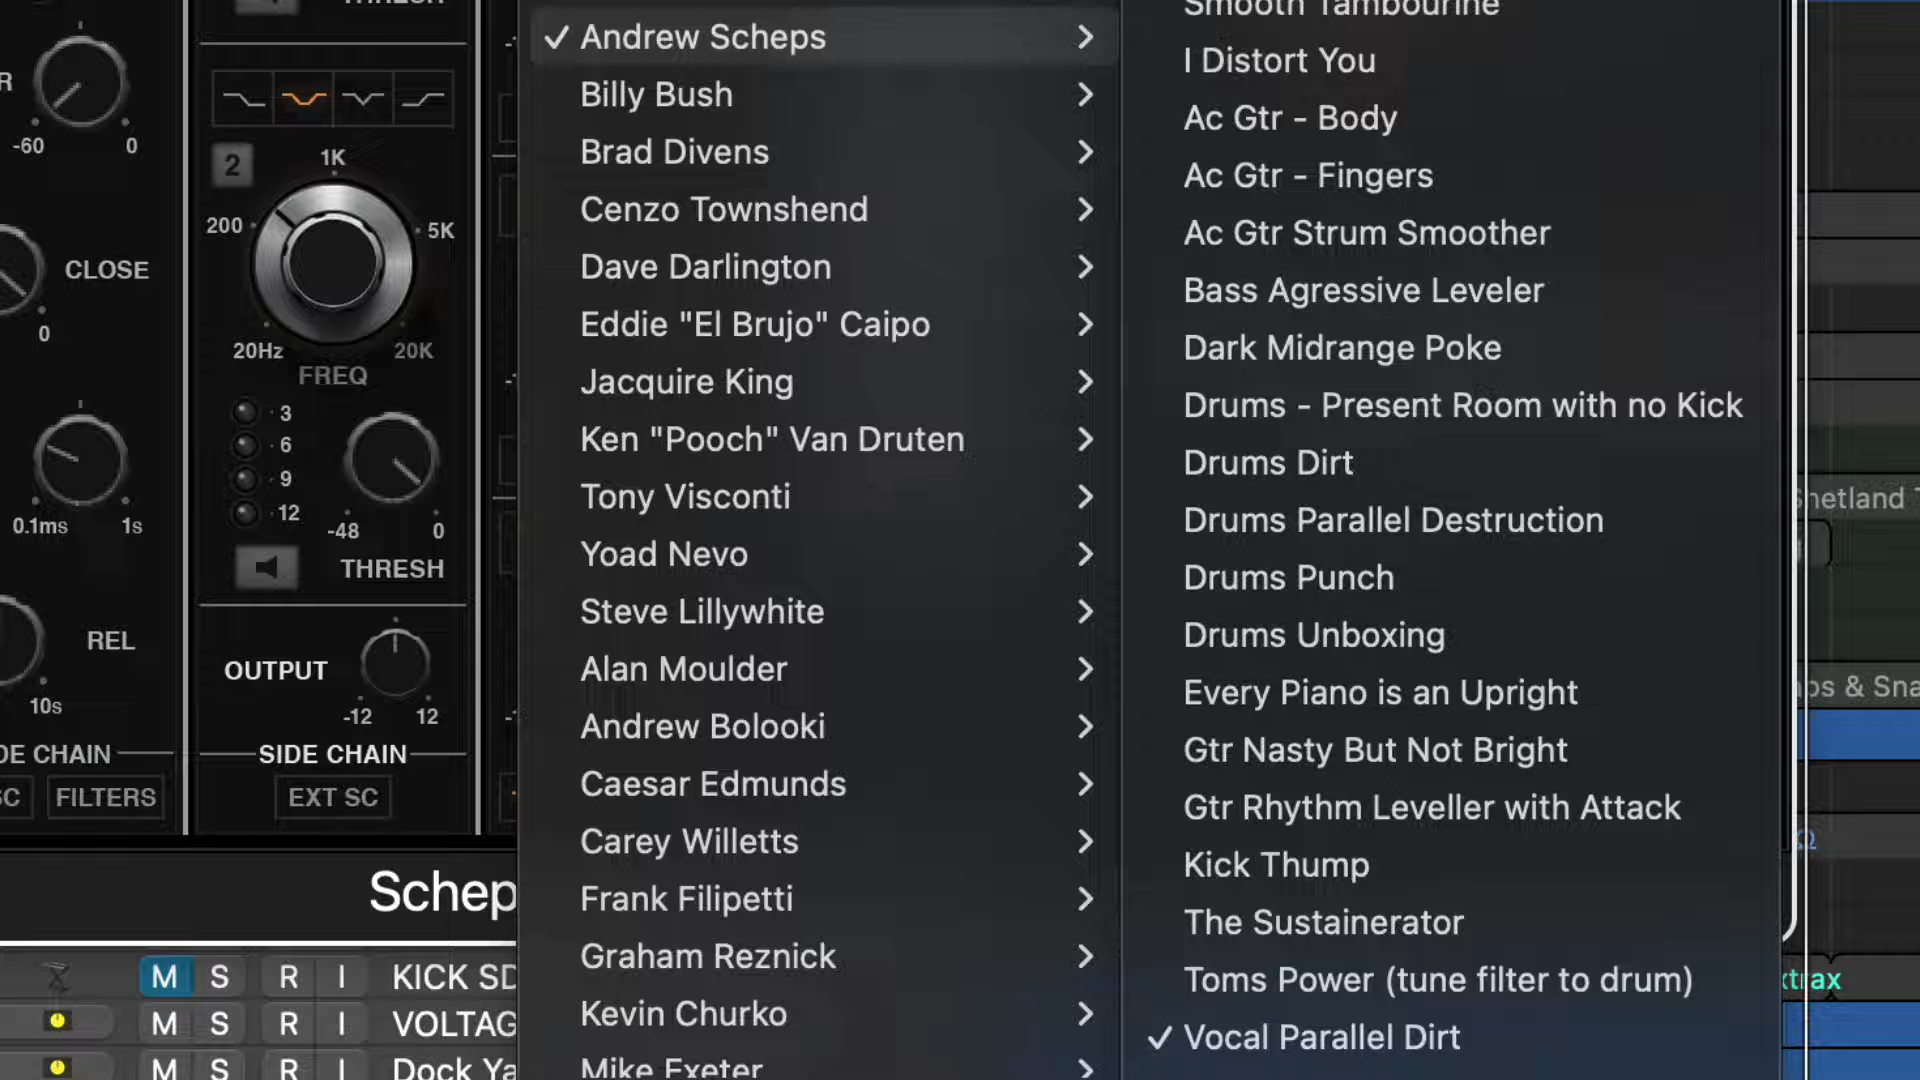 THRESH
R
-60
0
2
1K
200
5K
CLOSE
0
20Hz
20K
FREQ
3
6
9
12
0.1ms
1s
-48
0
THRESH
REL
OUTPUT
10s
-12
12
DE CHAIN
SIDE CHAIN
SC
FILTERS
EXT SC
Schep
M S R I KICK SD
M S R I VOLTAG
M S R I Dock Ya
✓ Andrew Scheps
Billy Bush
Brad Divens
Cenzo Townshend
Dave Darlington
Eddie "El Brujo" Caipo
Jacquire King
Ken "Pooch" Van Druten
Tony Visconti
Yoad Nevo
Steve Lillywhite
Alan Moulder
Andrew Bolooki
Caesar Edmunds
Carey Willetts
Frank Filipetti
Graham Reznick
Kevin Churko
Mike Exeter
Smooth Tambourine
I Distort You
Ac Gtr - Body
Ac Gtr - Fingers
Ac Gtr Strum Smoother
Bass Agressive Leveler
Dark Midrange Poke
Drums - Present Room with no Kick
Drums Dirt
Drums Parallel Destruction
Drums Punch
Drums Unboxing
Every Piano is an Upright
Gtr Nasty But Not Bright
Gtr Rhythm Leveller with Attack
Kick Thump
The Sustainerator
Toms Power (tune filter to drum)
✓ Vocal Parallel Dirt
Shetland
ps & Sna
xtrax